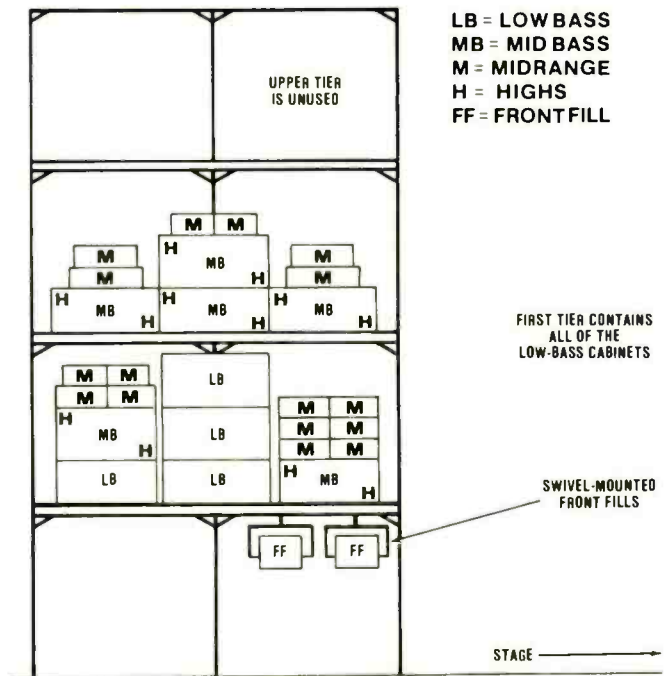 LB = LOW BASS
MB = MID BASS
M = MIDRANGE
H = HIGHS
FF = FRONT FILL
UPPER TIER
IS UNUSED
M M
H MB H
M
M
H MB H
H MB H
M
M
H MB H
FIRST TIER CONTAINS
ALL OF THE
LOW-BASS CABINETS
M M
M M
H MB H
LB
LB
LB
LB
M M
M M
M M
H MB H
SWIVEL-MOUNTED
FRONT FILLS
FF FF
STAGE